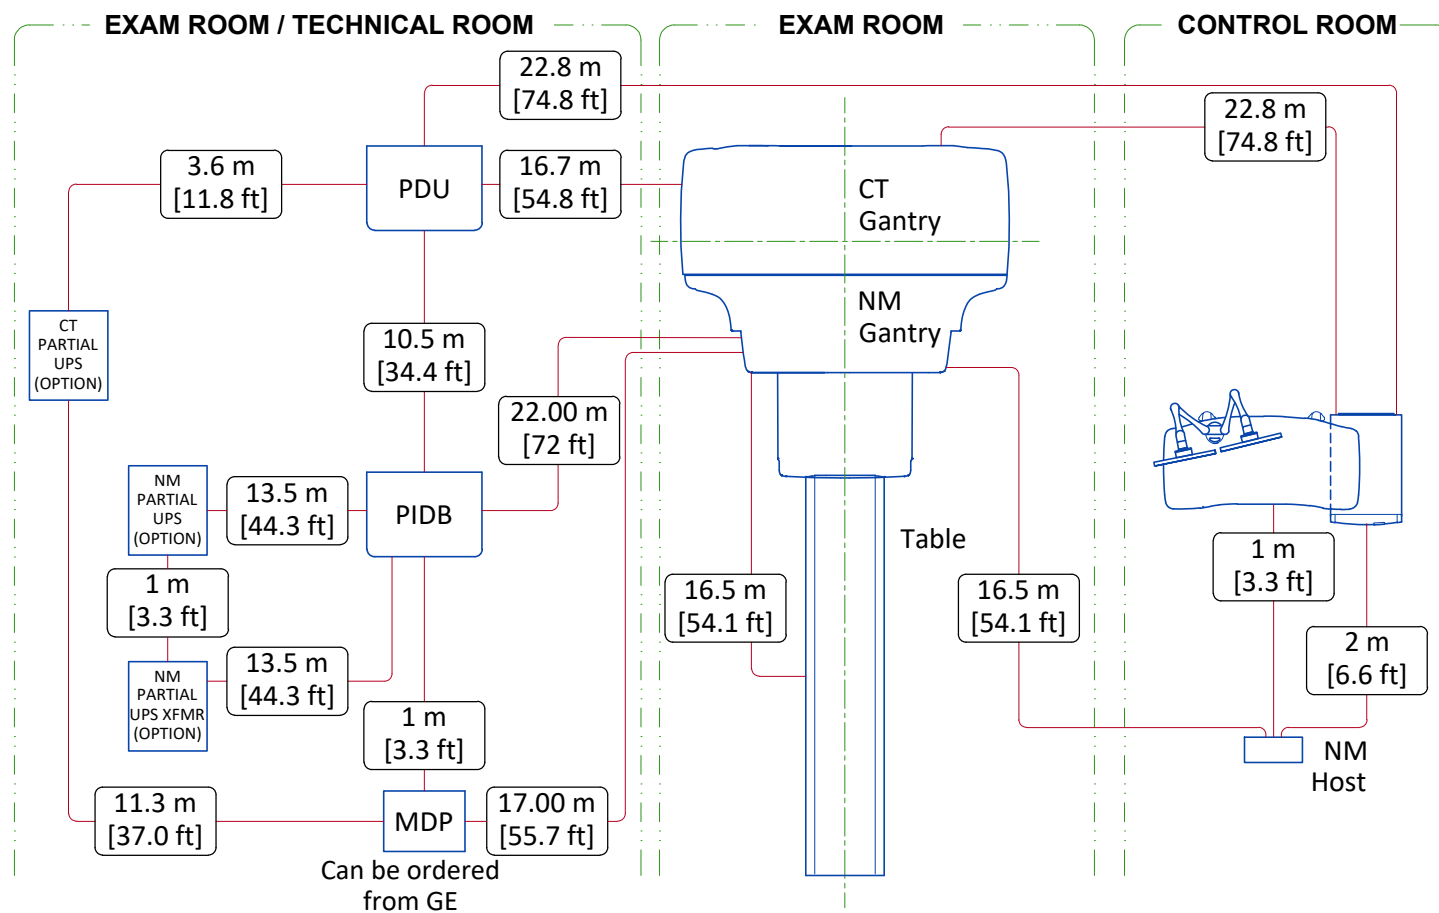 EXAM ROOM / TECHNICAL ROOM
EXAM ROOM
CONTROL ROOM
22.8 m
[74.8 ft]
22.8 m
[74.8 ft]
3.6 m
[11.8 ft]
PDU
16.7 m
[54.8 ft]
CT
Gantry
NM
Gantry
CT
PARTIAL
UPS
(OPTION)
10.5 m
[34.4 ft]
22.00 m
[72 ft]
NM
PARTIAL
UPS
(OPTION)
13.5 m
[44.3 ft]
PIDB
Table
1 m
[3.3 ft]
1 m
[3.3 ft]
16.5 m
[54.1 ft]
16.5 m
[54.1 ft]
NM
PARTIAL
UPS XFMR
(OPTION)
13.5 m
[44.3 ft]
2 m
[6.6 ft]
1 m
[3.3 ft]
NM
Host
11.3 m
[37.0 ft]
MDP
17.00 m
[55.7 ft]
Can be ordered
from GE